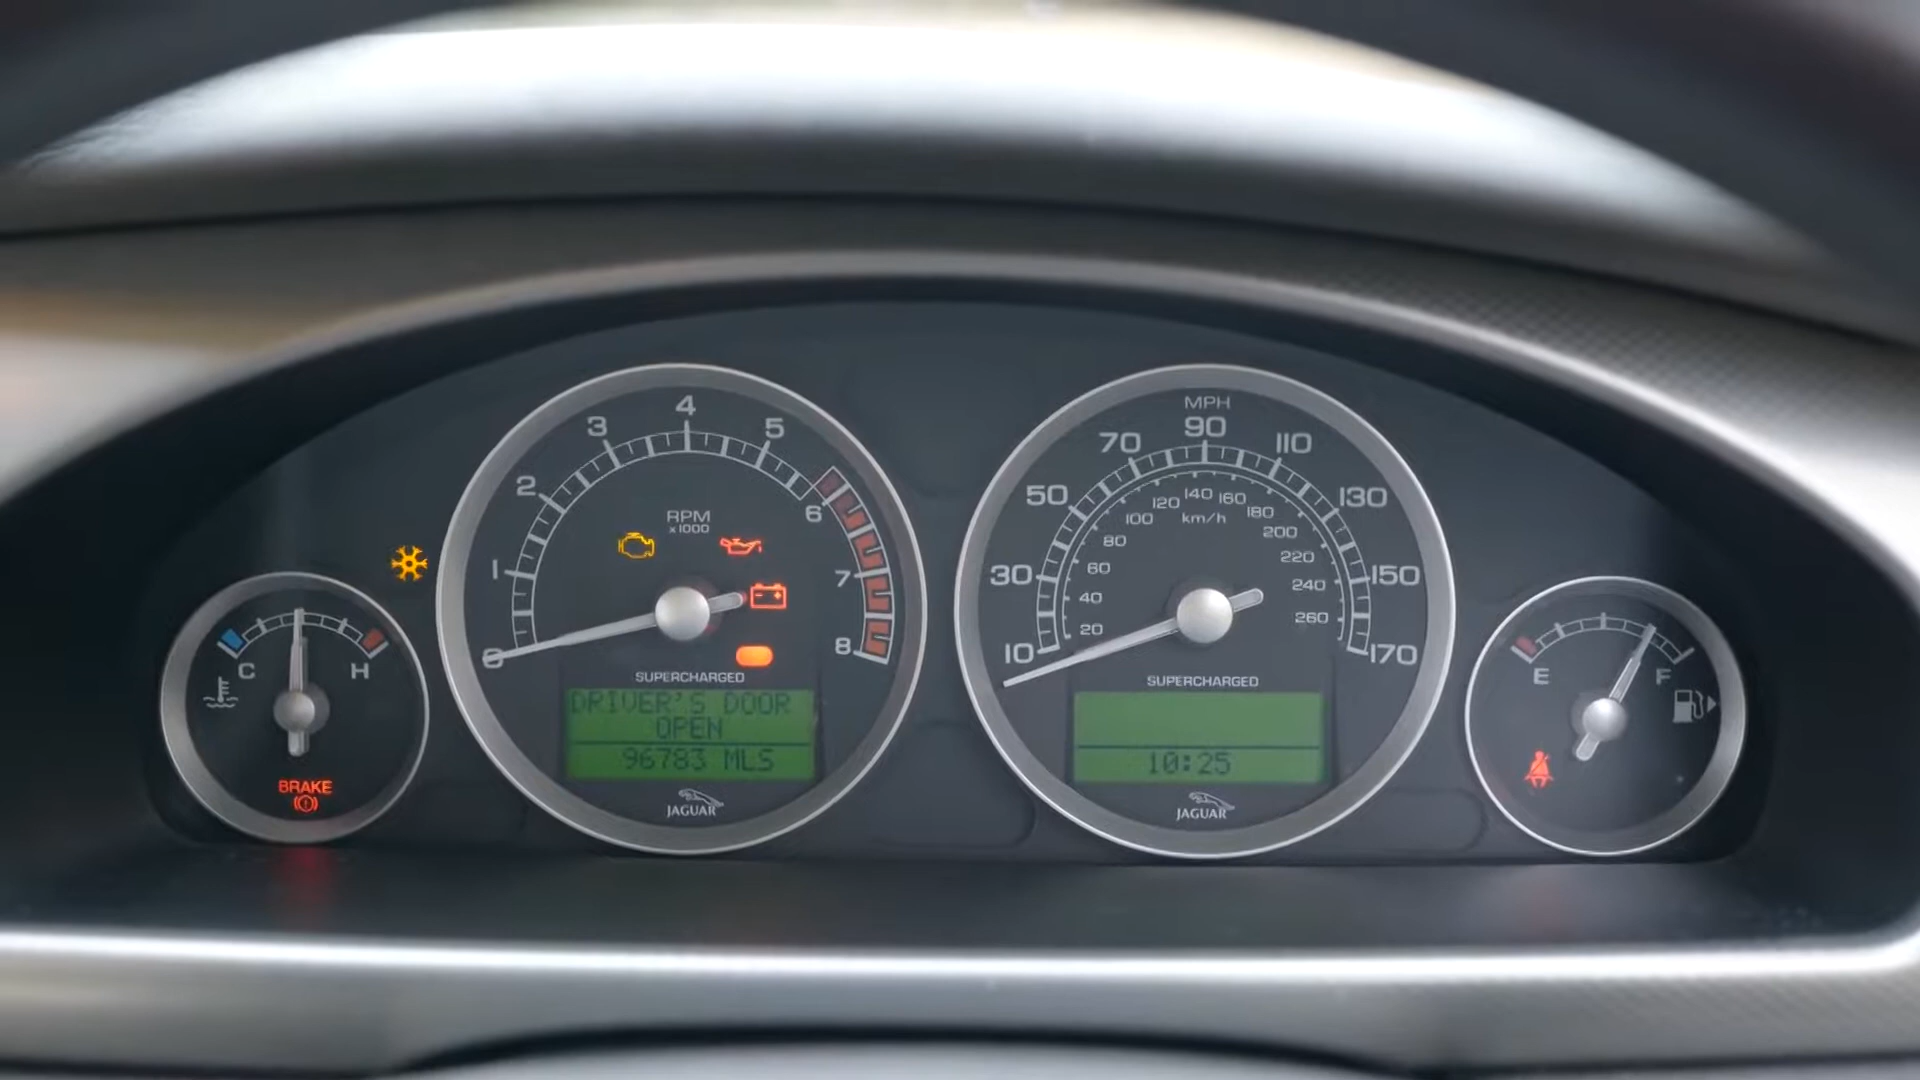 C
H
BRAKE
0
1
2
3
4
5
6
7
8
RPM
x1000
SUPERCHARGED
DRIVER'S DOOR
OPEN
96783 MLS
JAGUAR
MPH
10
30
50
70
90
110
130
150
170
20
40
60
80
100
120
140
160
180
200
220
240
260
km/h
SUPERCHARGED
10:25
JAGUAR
E
F